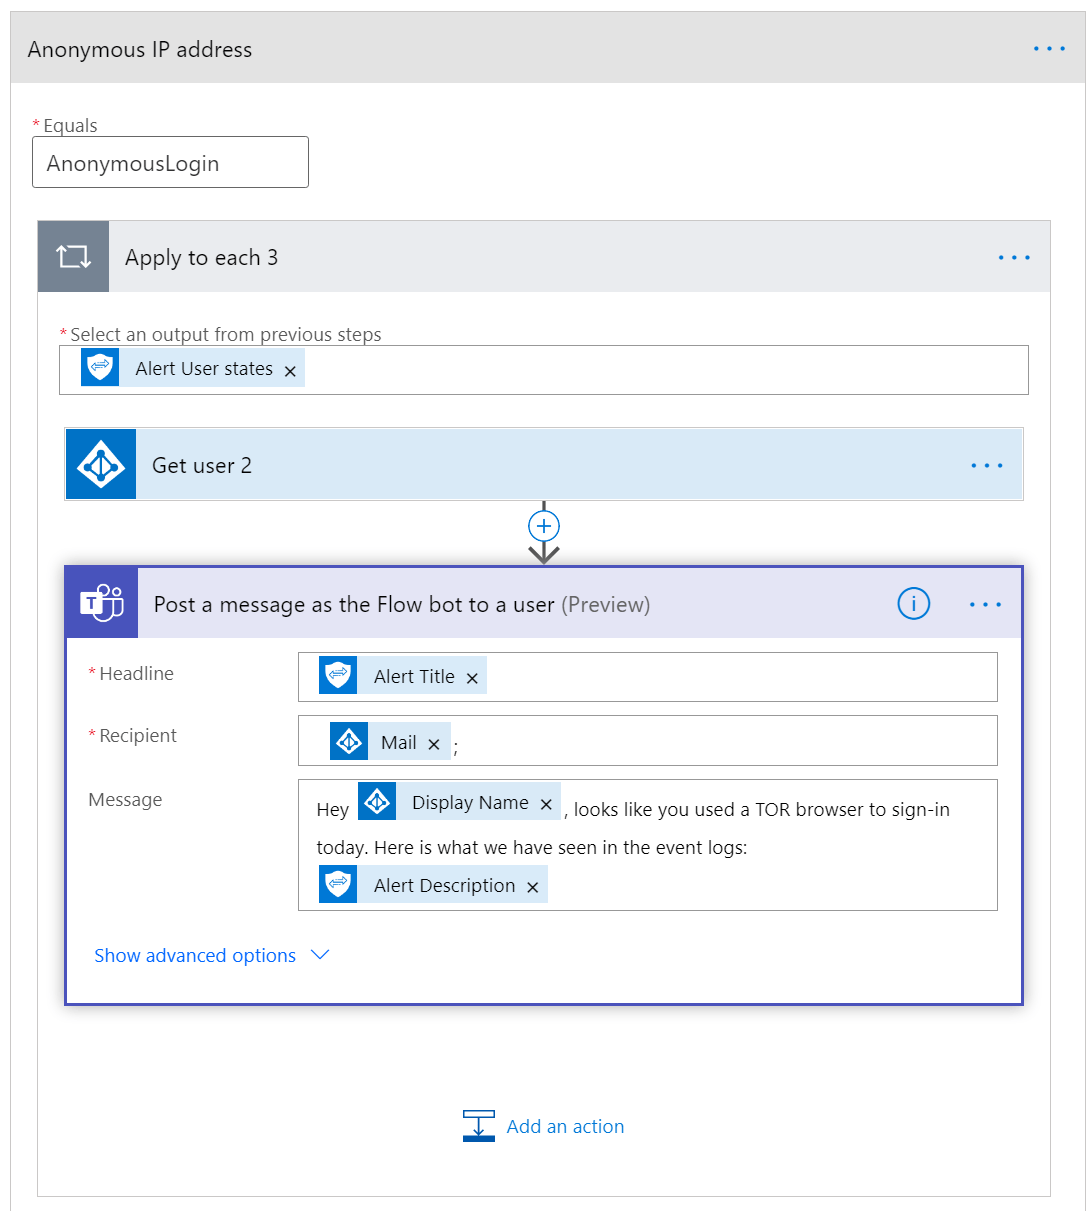 Anonymous IP address
* Equals
AnonymousLogin
Apply to each 3
* Select an output from previous steps
Alert User states ×
Get user 2
Post a message as the Flow bot to a user (Preview)
* Headline
Alert Title ×
* Recipient
Mail × ;
Message
Hey Display Name × , looks like you used a TOR browser to sign-in
today. Here is what we have seen in the event logs:
Alert Description ×
Show advanced options
Add an action